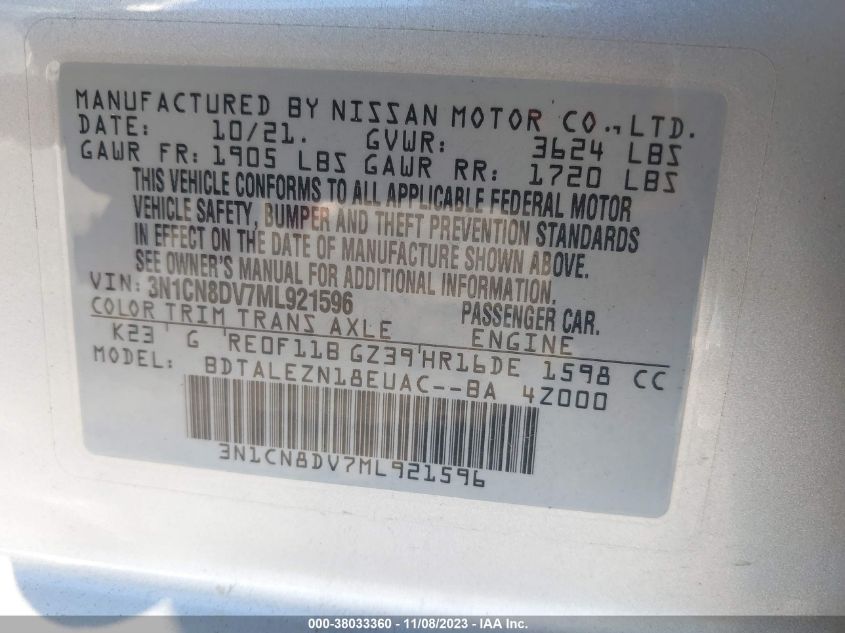 MANUFACTURED BY NISSAN MOTOR CO.,LTD.
DATE: 10/21. GVWR: 3624 LBS
GAWR FR: 1905 LBS GAWR RR: 1720 LBS
THIS VEHICLE CONFORMS TO ALL APPLICABLE FEDERAL MOTOR
VEHICLE SAFETY, BUMPER AND THEFT PREVENTION STANDARDS
IN EFFECT ON THE DATE OF MANUFACTURE SHOWN ABOVE.
SEE OWNER'S MANUAL FOR ADDITIONAL INFORMATION.
VIN: 3N1CN8DV7ML921596 PASSENGER CAR.
COLOR TRIM TRANS AXLE ENGINE
K23 G RE0F11B GZ39 HR16DE 1598 CC
MODEL: BDTALEZN18EUAC--BA 4Z000
3N1CN8DV7ML921596
000-38033360 - 11/08/2023 - IAA Inc.